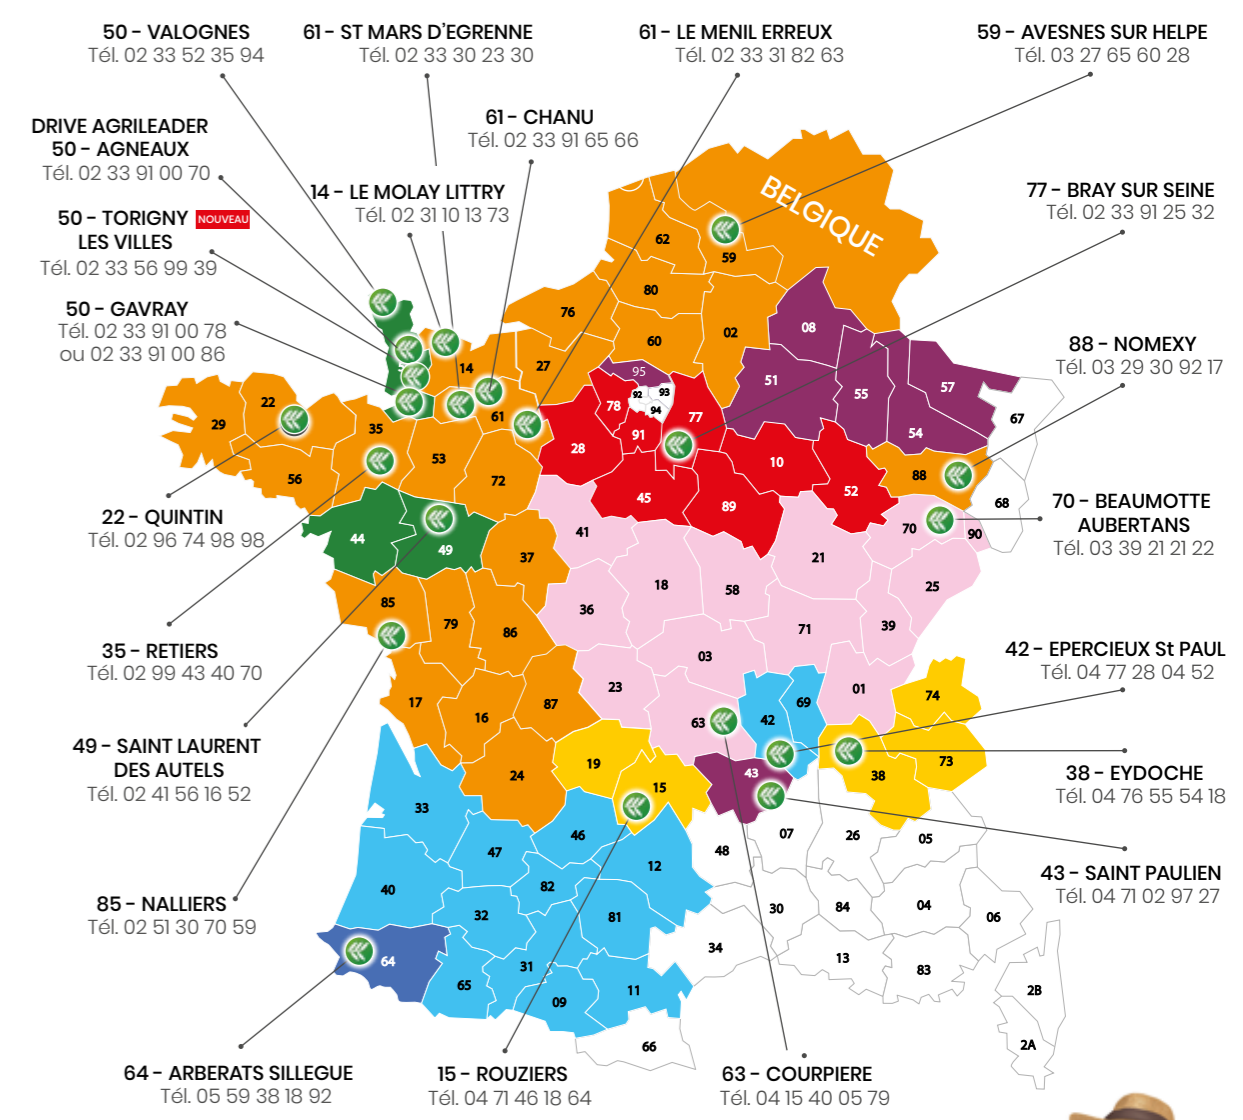 50 – VALOGNES
Tél. 02 33 52 35 94
61 – ST MARS D'EGRENNE
Tél. 02 33 30 23 30
61 – LE MENIL ERREUX
Tél. 02 33 31 82 63
59 – AVESNES SUR HELPE
Tél. 03 27 65 60 28
DRIVE AGRILEADER
50 – AGNEAUX
Tél. 02 33 91 00 70
61 – CHANU
Tél. 02 33 91 65 66
14 – LE MOLAY LITTRY
Tél. 02 31 10 13 73
77 – BRAY SUR SEINE
Tél. 02 33 91 25 32
50 – TORIGNY NOUVEAU
LES VILLES
Tél. 02 33 56 99 39
50 – GAVRAY
Tél. 02 33 91 00 78
ou 02 33 91 00 86
88 – NOMEXY
Tél. 03 29 30 92 17
BELGIQUE
62
59
80
76
60
02
08
14
27
95
92
93
94
78
77
91
51
55
57
54
67
22
29
35
56
61
53
72
28
45
10
89
52
88
68
70
90
44
49
41
37
18
58
21
25
36
71
39
85
79
86
03
23
01
17
16
87
63
42
69
74
73
38
19
15
24
43
33
46
47
12
48
07
26
05
40
82
32
81
30
84
04
06
34
13
83
64
65
31
09
11
66
2B
2A
22 – QUINTIN
Tél. 02 96 74 98 98
70 – BEAUMOTTE
AUBERTANS
Tél. 03 39 21 21 22
35 – RETIERS
Tél. 02 99 43 40 70
42 – EPERCIEUX St PAUL
Tél. 04 77 28 04 52
49 – SAINT LAURENT
DES AUTELS
Tél. 02 41 56 16 52
38 – EYDOCHE
Tél. 04 76 55 54 18
85 – NALLIERS
Tél. 02 51 30 70 59
43 – SAINT PAULIEN
Tél. 04 71 02 97 27
64 – ARBERATS SILLEGUE
Tél. 05 59 38 18 92
15 – ROUZIERS
Tél. 04 71 46 18 64
63 – COURPIERE
Tél. 04 15 40 05 79